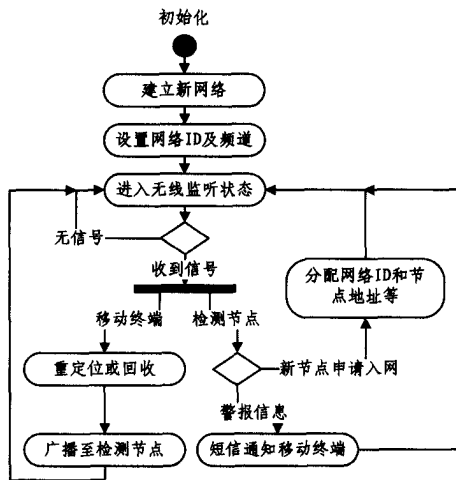 初始化
建立新网络
设置网络ID及频道
进入无线监听状态
无信号
收到信号
分配网络ID和节
点地址等
移动终端
检测节点
重定位或回收
新节点申请入网
警报信息
广播至检测节点
短信通知移动终端